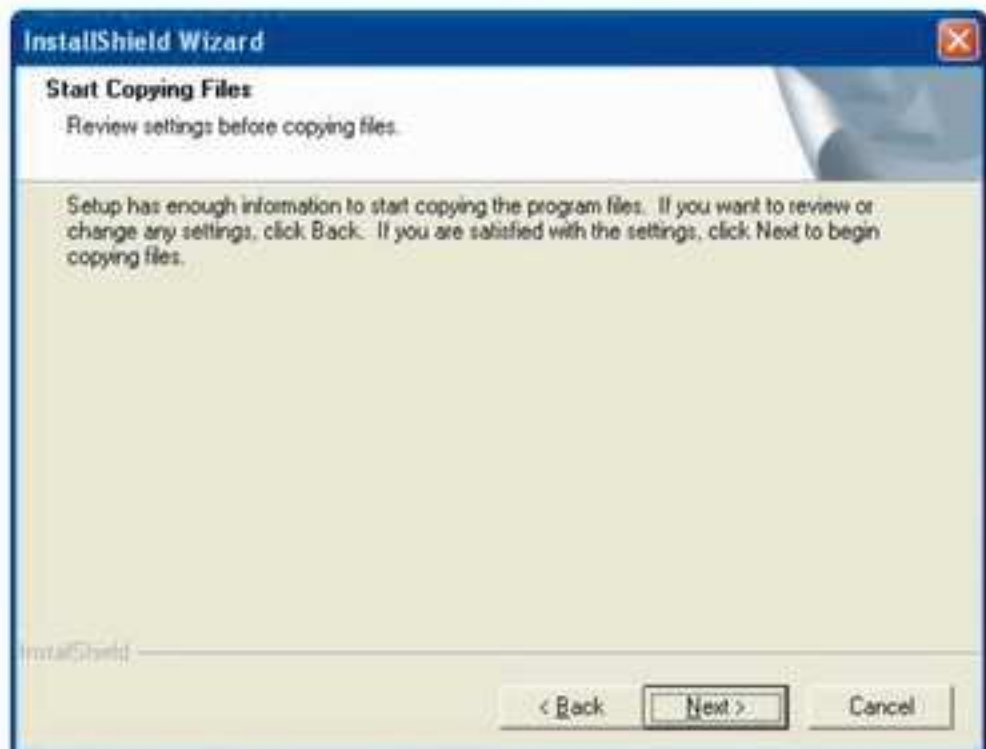 InstallShield Wizard
Start Copying Files
Review settings before copying files.
Setup has enough information to start copying the program files. If you want to review or
change any settings, click Back. If you are satisfied with the settings, click Next to begin
copying files.
InstallShield
< Back
Next >
Cancel